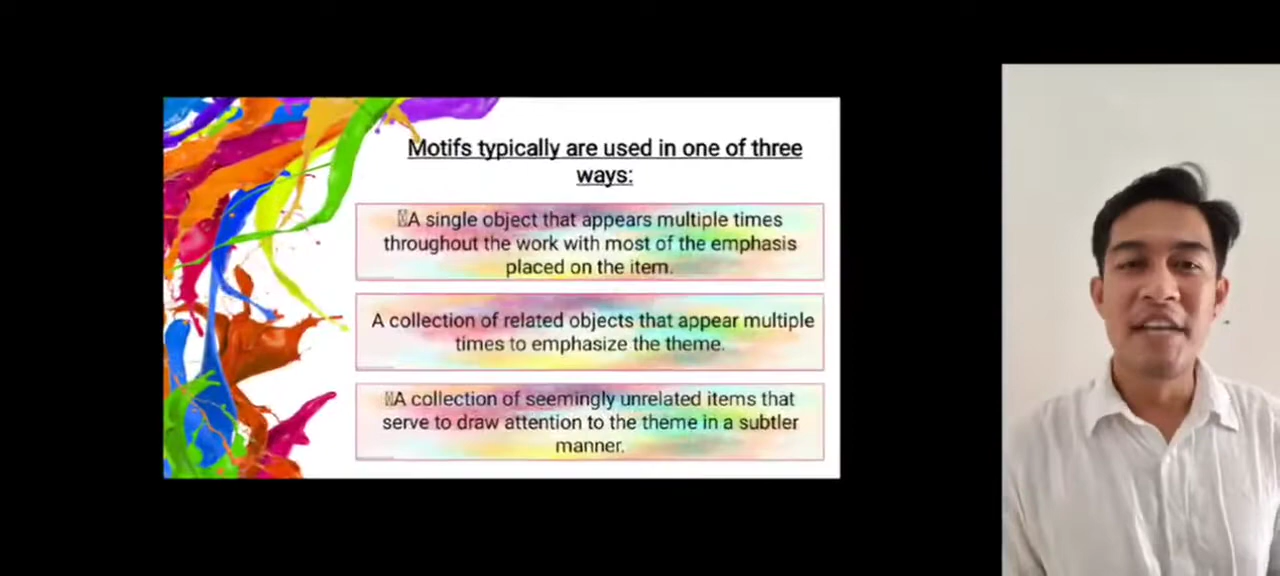 Motifs typically are used in one of three
ways:
A single object that appears multiple times
throughout the work with most of the emphasis
placed on the item.
A collection of related objects that appear multiple
times to emphasize the theme.
A collection of seemingly unrelated items that
serve to draw attention to the theme in a subtler
manner.